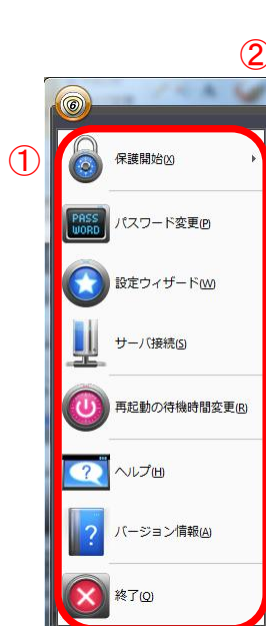 ②
⑥
①
保護開始(X)
PASS
WORD
パスワード変更(P)
設定ウィザード(W)
サーバ接続(S)
再起動の待機時間変更(R)
?
ヘルプ(H)
?
バージョン情報(A)
終了(Q)